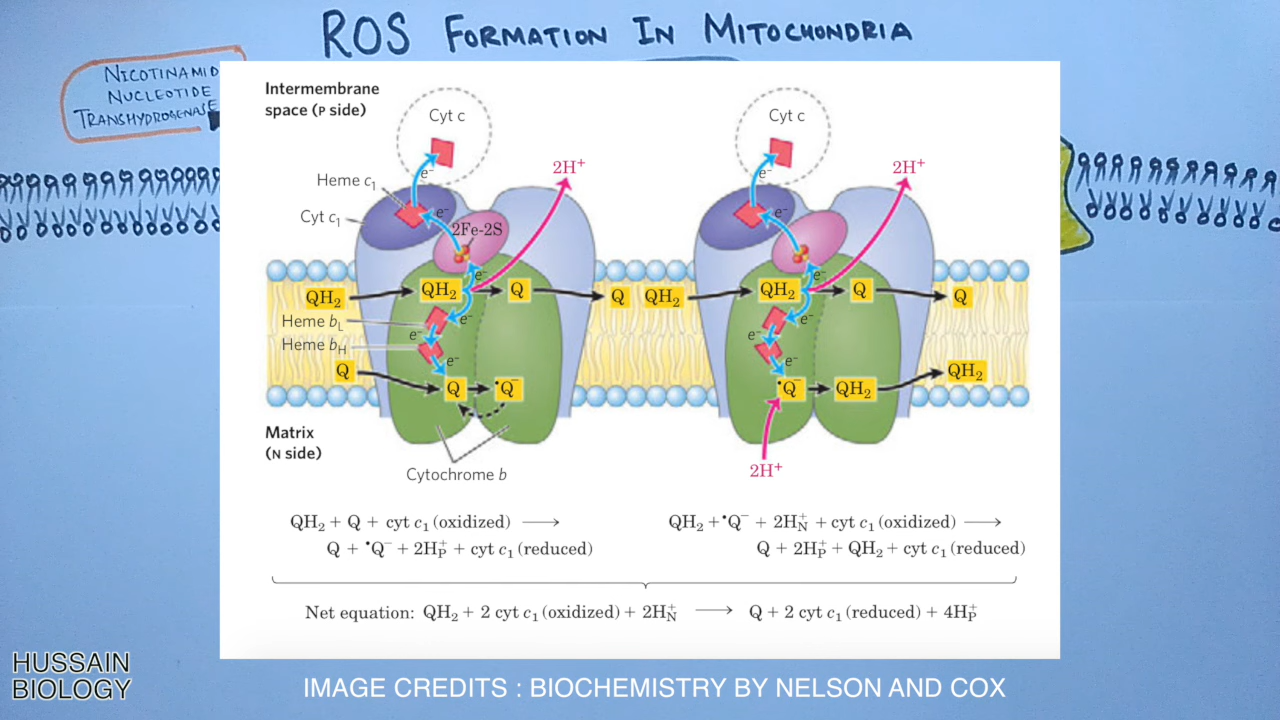 ROS FORMATION IN MITOCHONDRIA
NICOTINAMID
NUCLEOTIDE
TRANSHYDROGENASE
Intermembrane
space (P side)
Cyt c
Heme c₁
Cyt c₁
e⁻
e⁻
2Fe-2S
2H⁺
e⁻
QH₂
QH₂
Q
Q
Heme bL
e⁻
Heme bH
e⁻
e⁻
Q
Q
•Q⁻
Matrix
(N side)
Cytochrome b
Cyt c
e⁻
e⁻
2H⁺
e⁻
QH₂
QH₂
Q
Q
e⁻
e⁻
e⁻
•Q⁻
QH₂
QH₂
2H⁺
QH₂ + Q + cyt c₁ (oxidized) ⟶
Q + •Q⁻ + 2H⁺P + cyt c₁ (reduced)
QH₂ + •Q⁻ + 2H⁺N + cyt c₁ (oxidized) ⟶
Q + 2H⁺P + QH₂ + cyt c₁ (reduced)
Net equation: QH₂ + 2 cyt c₁ (oxidized) + 2H⁺N ⟶ Q + 2 cyt c₁ (reduced) + 4H⁺P
HUSSAIN
BIOLOGY
IMAGE CREDITS : BIOCHEMISTRY BY NELSON AND COX